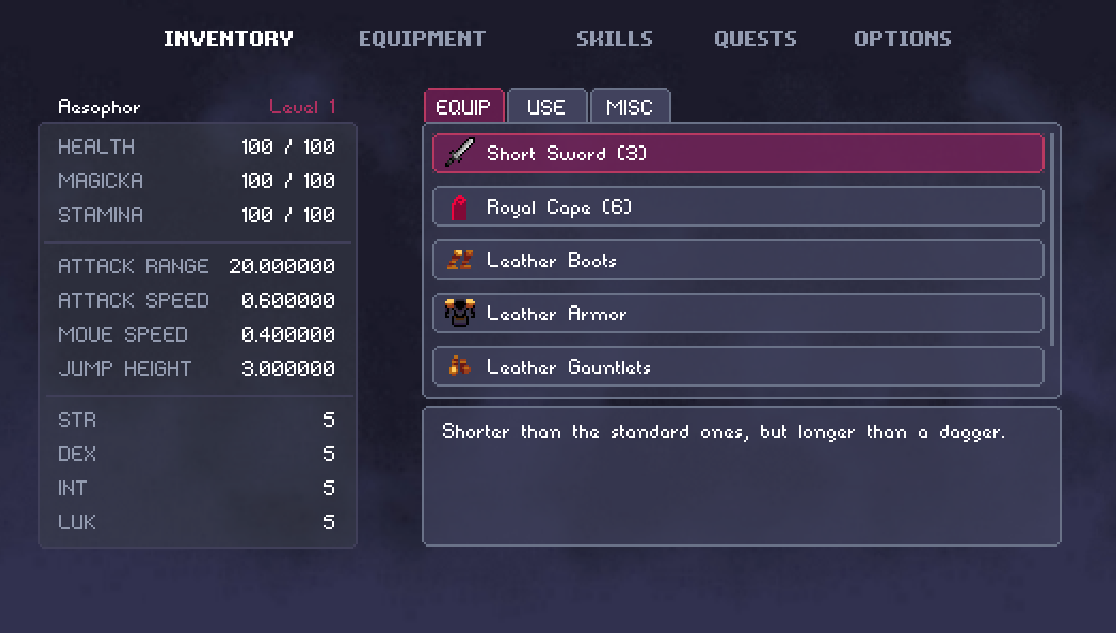 INVENTORY EQUIPMENT SKILLS QUESTS OPTIONS
Aesophor Level 1
HEALTH 100 / 100
MAGICKA 100 / 100
STAMINA 100 / 100
ATTACK RANGE 20.000000
ATTACK SPEED 0.600000
MOVE SPEED 0.400000
JUMP HEIGHT 3.000000
STR 5
DEX 5
INT 5
LUK 5
EQUIP USE MISC
Short Sword (3)
Royal Cape (6)
Leather Boots
Leather Armor
Leather Gauntlets
Shorter than the standard ones, but longer than a dagger.